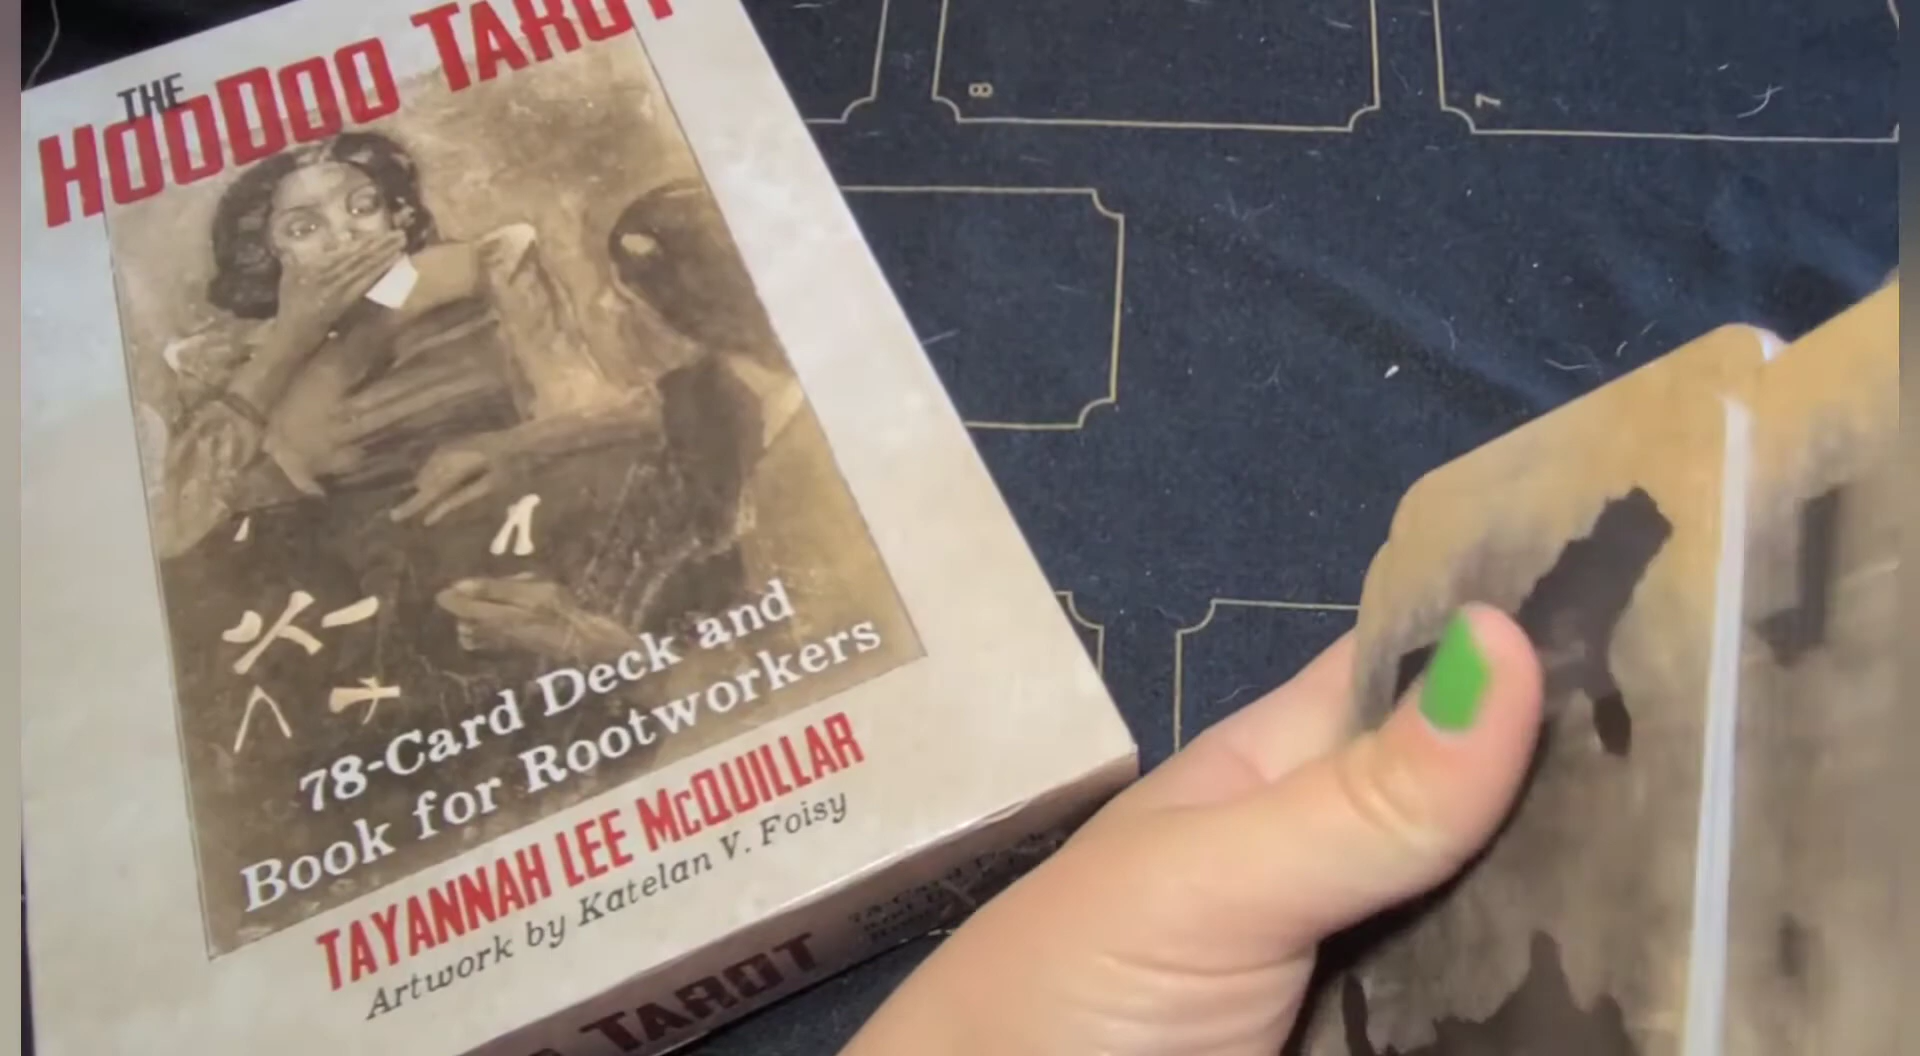 THE
HOODOO TAROT
78-Card Deck and
Book for Rootworkers
TAYANNAH LEE McQUILLAR
Artwork by Katelan V. Foisy
TAROT
8
7